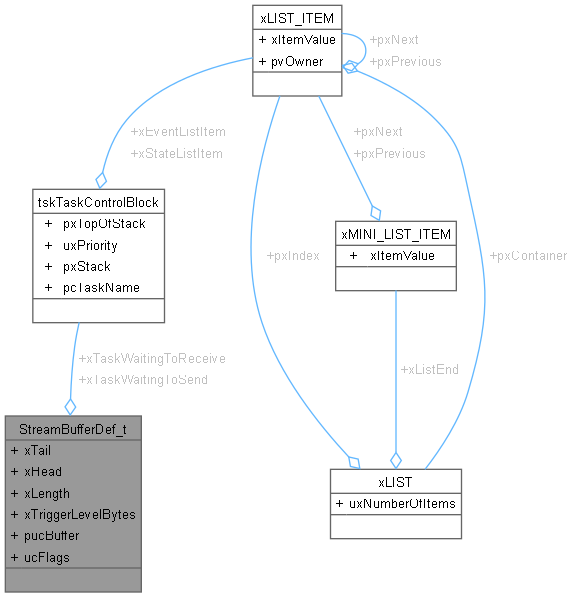 xLIST_ITEM
+ xItemValue
+ pvOwner
+pxNext
+pxPrevious
+xEventListItem
+xStateListItem
+pxNext
+pxPrevious
tskTaskControlBlock
+ pxTopOfStack
+ uxPriority
+ pxStack
+ pcTaskName
xMINI_LIST_ITEM
+ xItemValue
+pxIndex
+pxContainer
+xTaskWaitingToReceive
+xTaskWaitingToSend
+xListEnd
StreamBufferDef_t
+ xTail
+ xHead
+ xLength
+ xTriggerLevelBytes
+ pucBuffer
+ ucFlags
xLIST
+ uxNumberOfItems